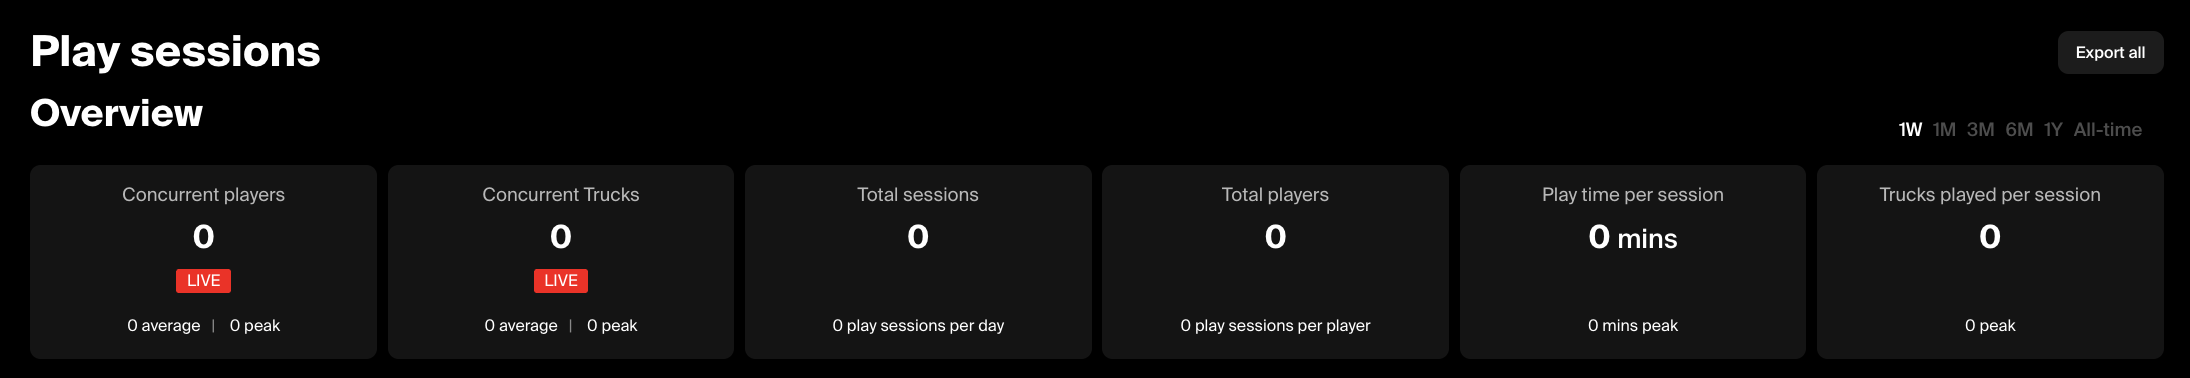 Play sessions
Export all
Overview
1W 1M 3M 6M 1Y All-time
Concurrent players
0
LIVE
0 average | 0 peak
Concurrent Trucks
0
LIVE
0 average | 0 peak
Total sessions
0
0 play sessions per day
Total players
0
0 play sessions per player
Play time per session
0 mins
0 mins peak
Trucks played per session
0
0 peak